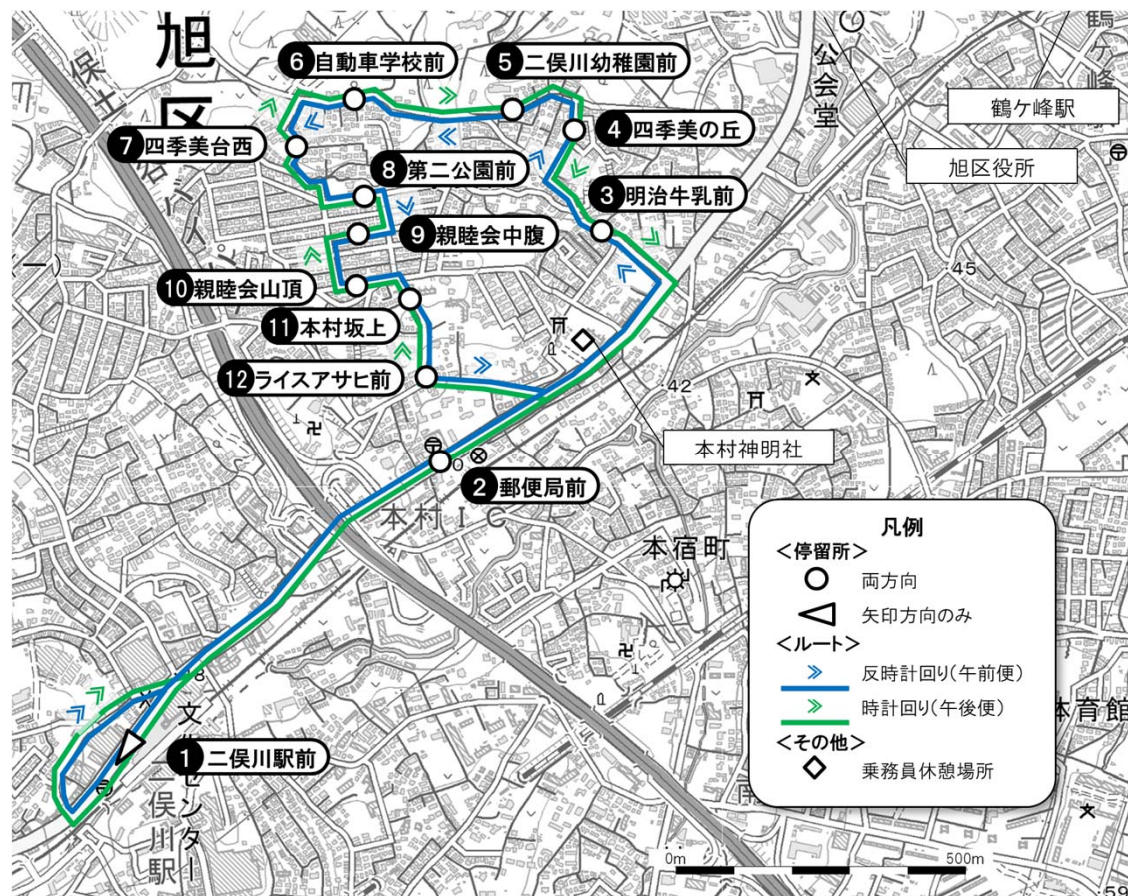 旭区
保土
公会堂
鶴ケ峰
鶴ケ峰駅
旭区役所
6 自動車学校前
5 二俣川幼稚園前
4 四季美の丘
7 四季美台西
8 第二公園前
3 明治牛乳前
9 親睦会中腹
10 親睦会山頂
11 本村坂上
12 ライスアサヒ前
・45
・42
本村神明社
2 郵便局前
本村IC
本宿町
1 二俣川駅前
二俣川駅
凡例
<停留所>
両方向
矢印方向のみ
<ルート>
反時計回り(午前便)
時計回り(午後便)
<その他>
乗務員休憩場所
体育館
0m
500m